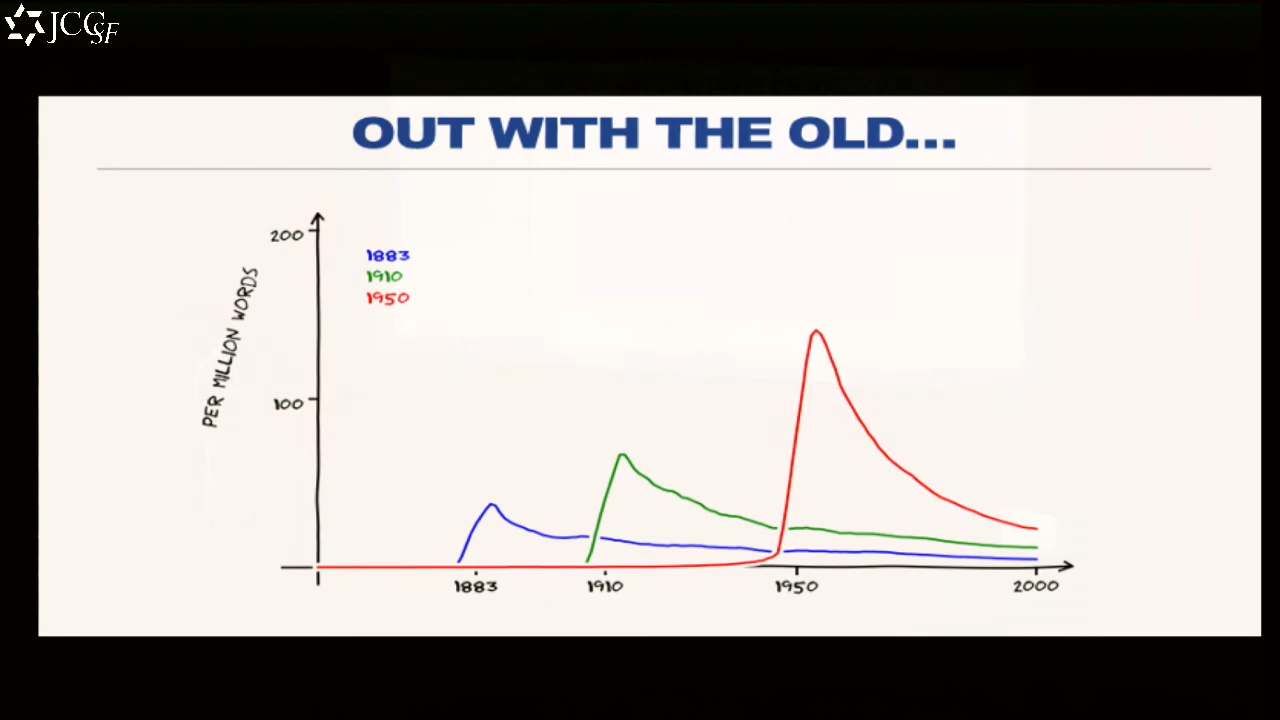 JCCSF
OUT WITH THE OLD...
200
100
PER MILLION WORDS
1883
1910
1950
1883 1910 1950 2000